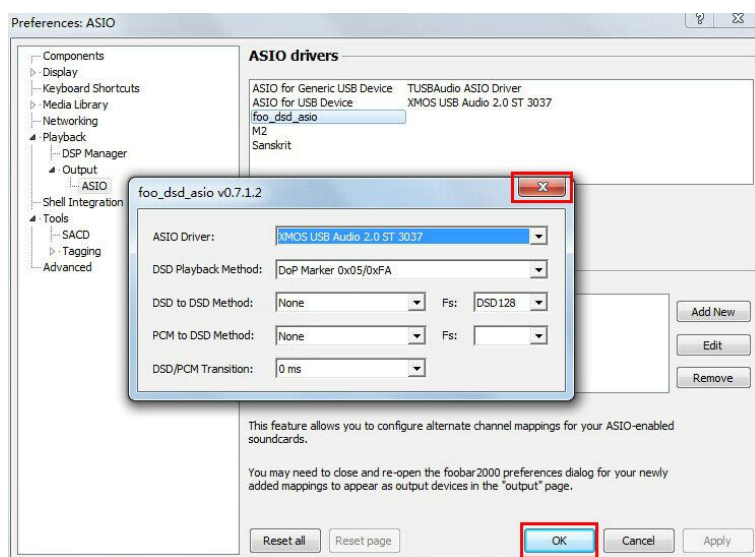 Preferences: ASIO
Components
Display
Keyboard Shortcuts
Media Library
Networking
Playback
DSP Manager
Output
ASIO
Shell Integration
Tools
SACD
Tagging
Advanced
ASIO drivers
ASIO for Generic USB Device TUSBAudio ASIO Driver
ASIO for USB Device XMOS USB Audio 2.0 ST 3037
foo_dsd_asio
M2
Sanskrit
foo_dsd_asio v0.7.1.2
ASIO Driver: XMOS USB Audio 2.0 ST 3037
DSD Playback Method: DoP Marker 0x05/0xFA
DSD to DSD Method: None Fs: DSD128
PCM to DSD Method: None Fs:
DSD/PCM Transition: 0 ms
Add New
Edit
Remove
This feature allows you to configure alternate channel mappings for your ASIO-enabled
soundcards.
You may need to close and re-open the foobar2000 preferences dialog for your newly
added mappings to appear as output devices in the "output" page.
Reset all Reset page OK Cancel Apply